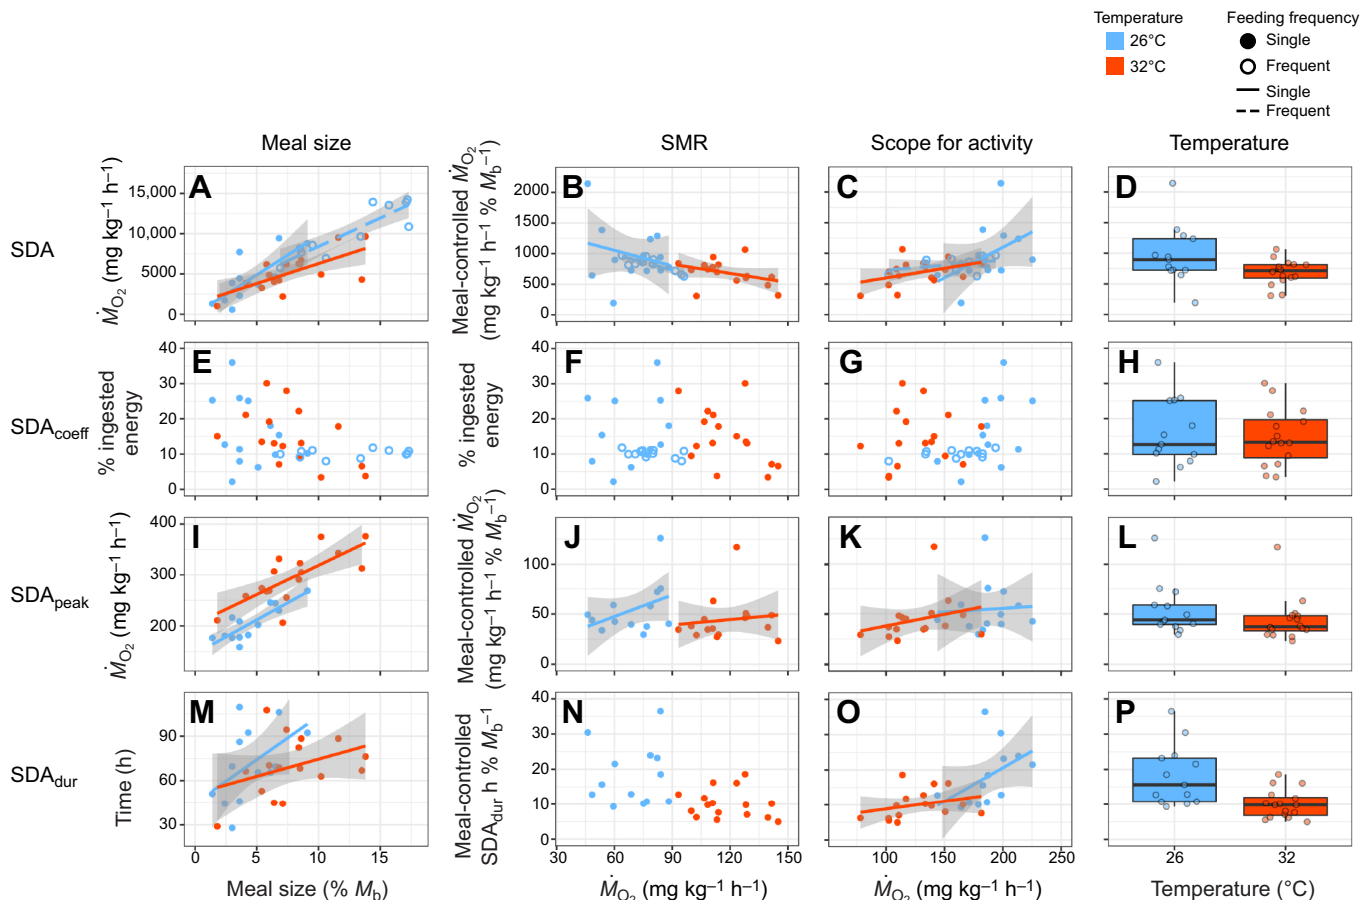 Temperature
26°C
32°C
Feeding frequency
Single
Frequent
Single
Frequent
Meal size
SMR
Scope for activity
Temperature
SDA
ṀO2 (mg kg–1 h–1)
15,000
10,000
5000
0
A
Meal-controlled ṀO2
(mg kg–1 h–1 % Mb–1)
2000
1500
1000
500
0
B
C
D
SDAcoeff
% ingested
energy
40
30
20
10
0
E
% ingested
energy
40
30
20
10
0
F
G
H
SDApeak
ṀO2 (mg kg–1 h–1)
400
300
200
I
Meal-controlled ṀO2
(mg kg–1 h–1 % Mb–1)
100
50
0
J
K
L
SDAdur
Time (h)
90
60
30
M
Meal-controlled
SDAdur h % Mb–1
40
30
20
10
0
N
O
P
0 5 10 15
30 60 90 120 150
100 150 200 250
26 32
Meal size (% Mb)
ṀO2 (mg kg–1 h–1)
ṀO2 (mg kg–1 h–1)
Temperature (°C)